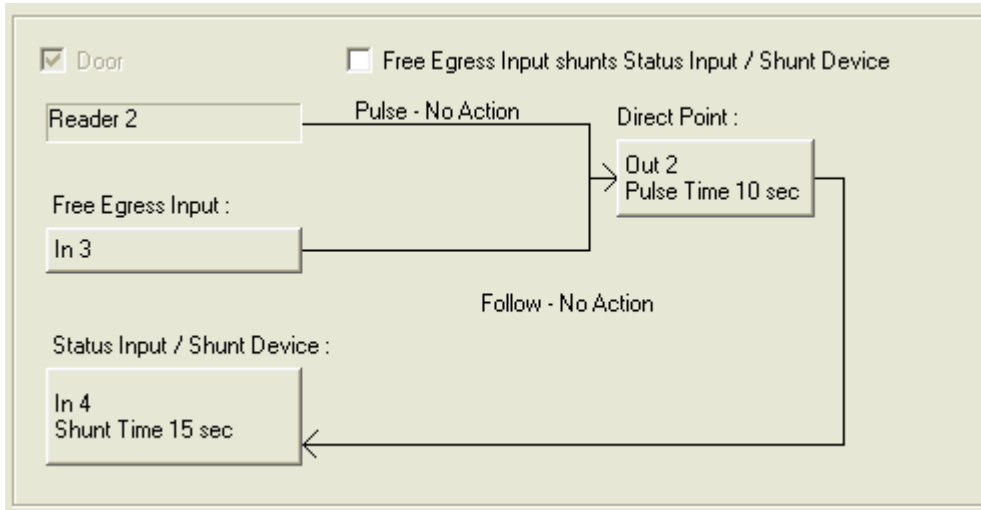 Door
Free Egress Input shunts Status Input / Shunt Device
Reader 2
Pulse - No Action
Direct Point :
Out 2
Pulse Time 10 sec
Free Egress Input :
In 3
Follow - No Action
Status Input / Shunt Device :
In 4
Shunt Time 15 sec